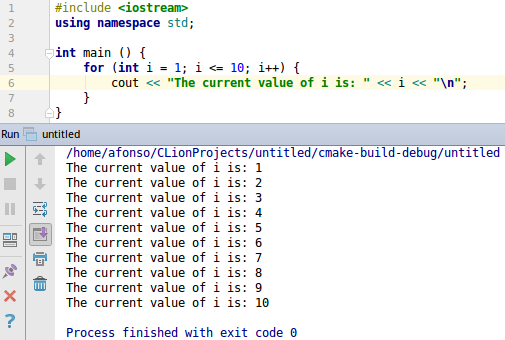 1 #include <iostream>
2 using namespace std;
3
4 int main () {
5 for (int i = 1; i <= 10; i++) {
6 cout << "The current value of i is: " << i << "\n";
7 }
8 }
Run untitled
/home/afonso/CLionProjects/untitled/cmake-build-debug/untitled
The current value of i is: 1
The current value of i is: 2
The current value of i is: 3
The current value of i is: 4
The current value of i is: 5
The current value of i is: 6
The current value of i is: 7
The current value of i is: 8
The current value of i is: 9
The current value of i is: 10
Process finished with exit code 0